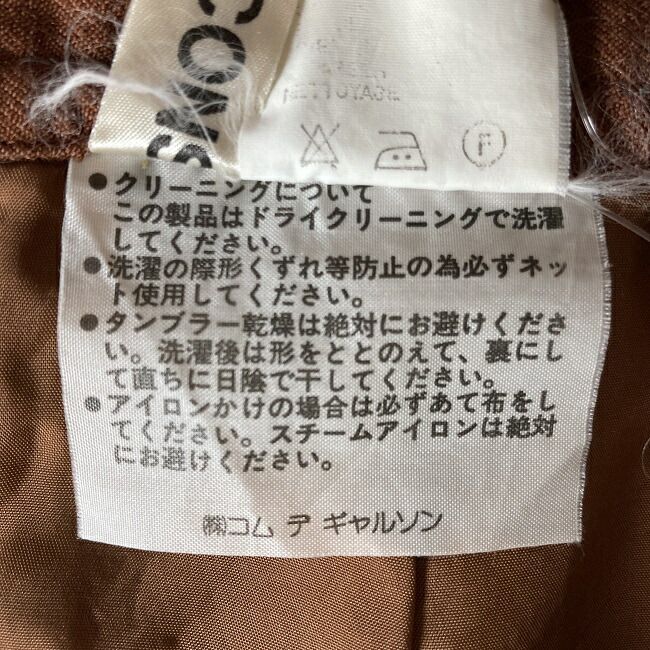 COMS
F
●クリーニングについて
この製品はドライクリーニングで洗濯
してください。
●洗濯の際形くずれ等防止の為必ずネッ
ト使用してください。
●タンブラー乾燥は絶対にお避けくださ
い。洗濯後は形をととのえて、裏にし
て直ちに日陰で干してください。
●アイロンかけの場合は必ずあて布をし
てください。スチームアイロンは絶対
にお避けください。
㈱コム デ ギャルソン